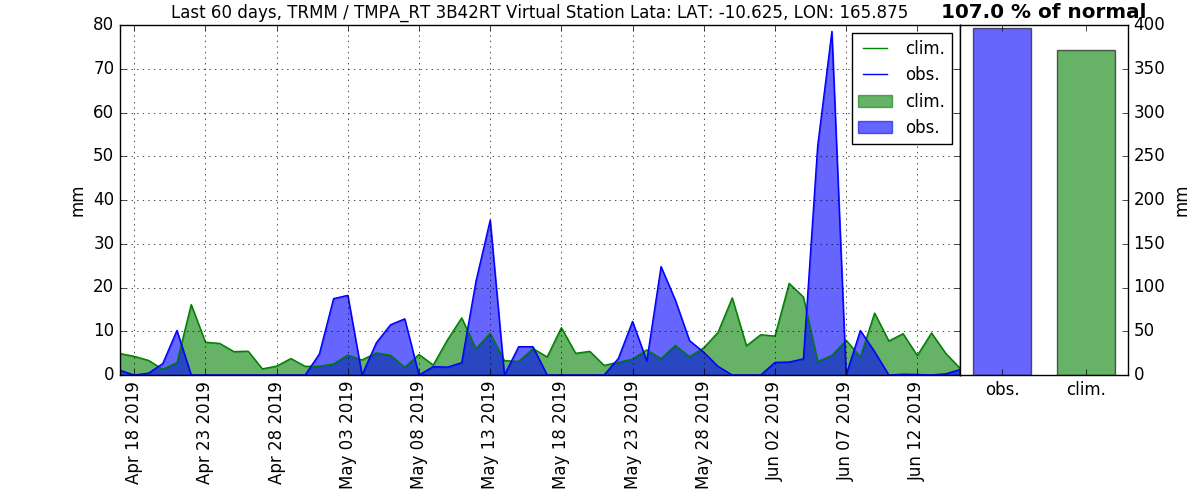 Last 60 days, TRMM / TMPA_RT 3B42RT Virtual Station Lata: LAT: -10.625, LON: 165.875
107.0 % of normal
mm
80
70
60
50
40
30
20
10
0
clim.
obs.
clim.
obs.
400
350
300
250
200
150
100
50
0
mm
Apr 18 2019
Apr 23 2019
Apr 28 2019
May 03 2019
May 08 2019
May 13 2019
May 18 2019
May 23 2019
May 28 2019
Jun 02 2019
Jun 07 2019
Jun 12 2019
obs.
clim.